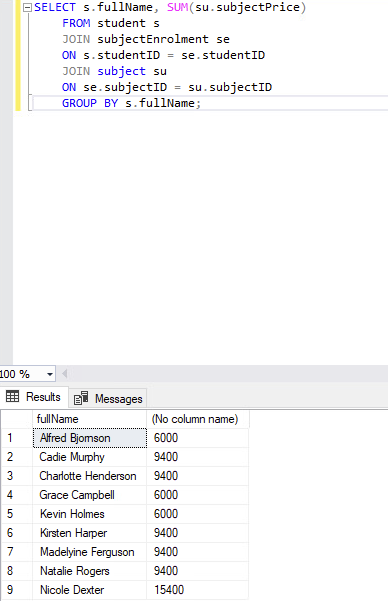 SELECT s.fullName, SUM(su.subjectPrice)
FROM student s
JOIN subjectEnrolment se
ON s.studentID = se.studentID
JOIN subject su
ON se.subjectID = su.subjectID
GROUP BY s.fullName;
100 %
Results Messages
fullName (No column name)
1 Alfred Bjornson 6000
2 Cadie Murphy 9400
3 Charlotte Henderson 9400
4 Grace Campbell 6000
5 Kevin Holmes 6000
6 Kirsten Harper 9400
7 Madelyine Ferguson 9400
8 Natalie Rogers 9400
9 Nicole Dexter 15400